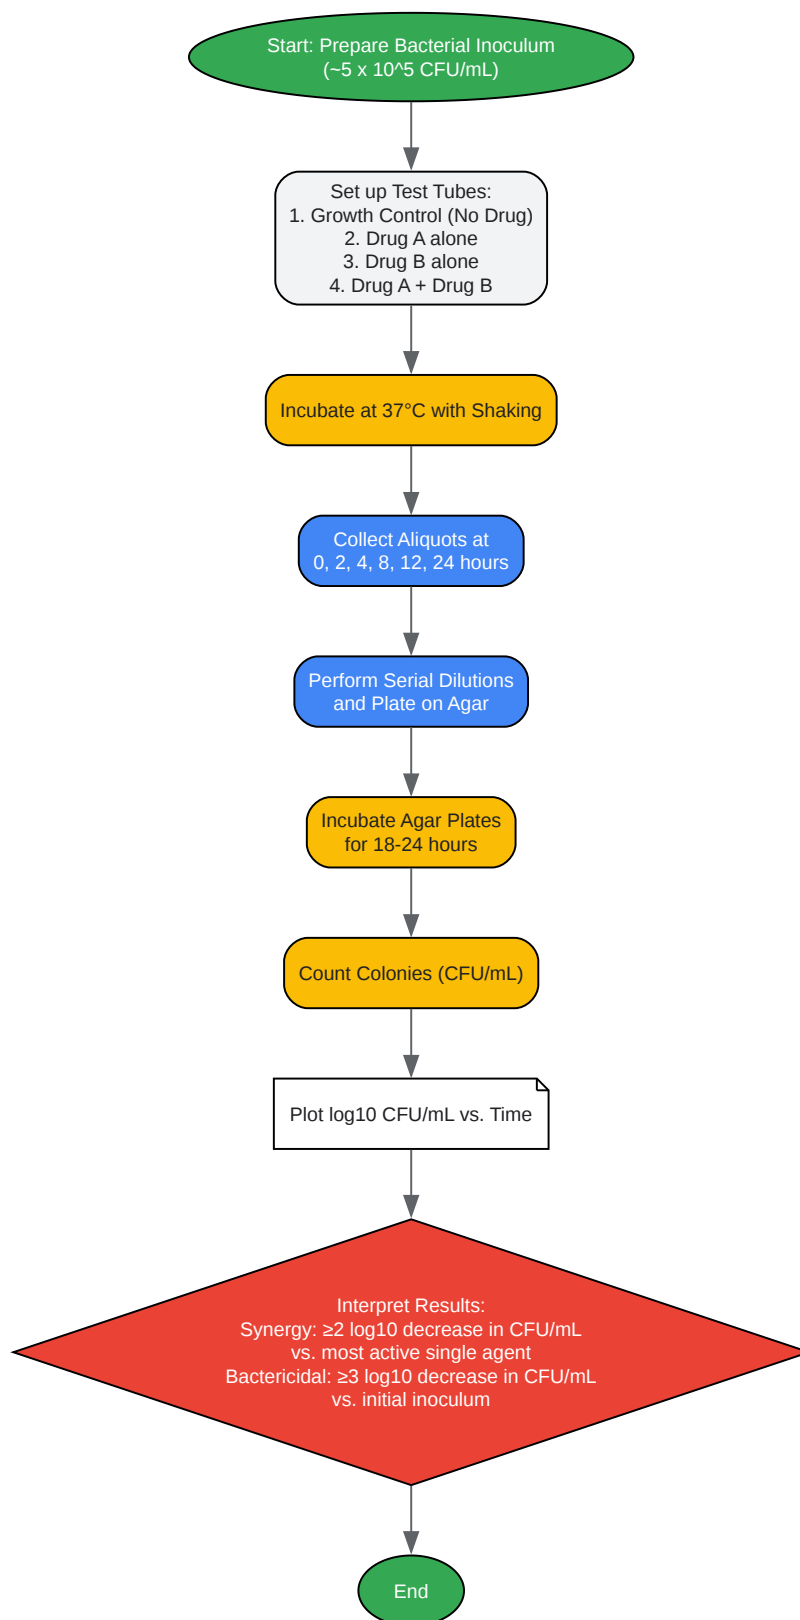 Start: Prepare Bacterial Inoculum
(~5 x 10^5 CFU/mL)
Set up Test Tubes:
1. Growth Control (No Drug)
2. Drug A alone
3. Drug B alone
4. Drug A + Drug B
Incubate at 37°C with Shaking
Collect Aliquots at
0, 2, 4, 8, 12, 24 hours
Perform Serial Dilutions
and Plate on Agar
Incubate Agar Plates
for 18-24 hours
Count Colonies (CFU/mL)
Plot log10 CFU/mL vs. Time
Interpret Results:
Synergy: ≥2 log10 decrease in CFU/mL
vs. most active single agent
Bactericidal: ≥3 log10 decrease in CFU/mL
vs. initial inoculum
End